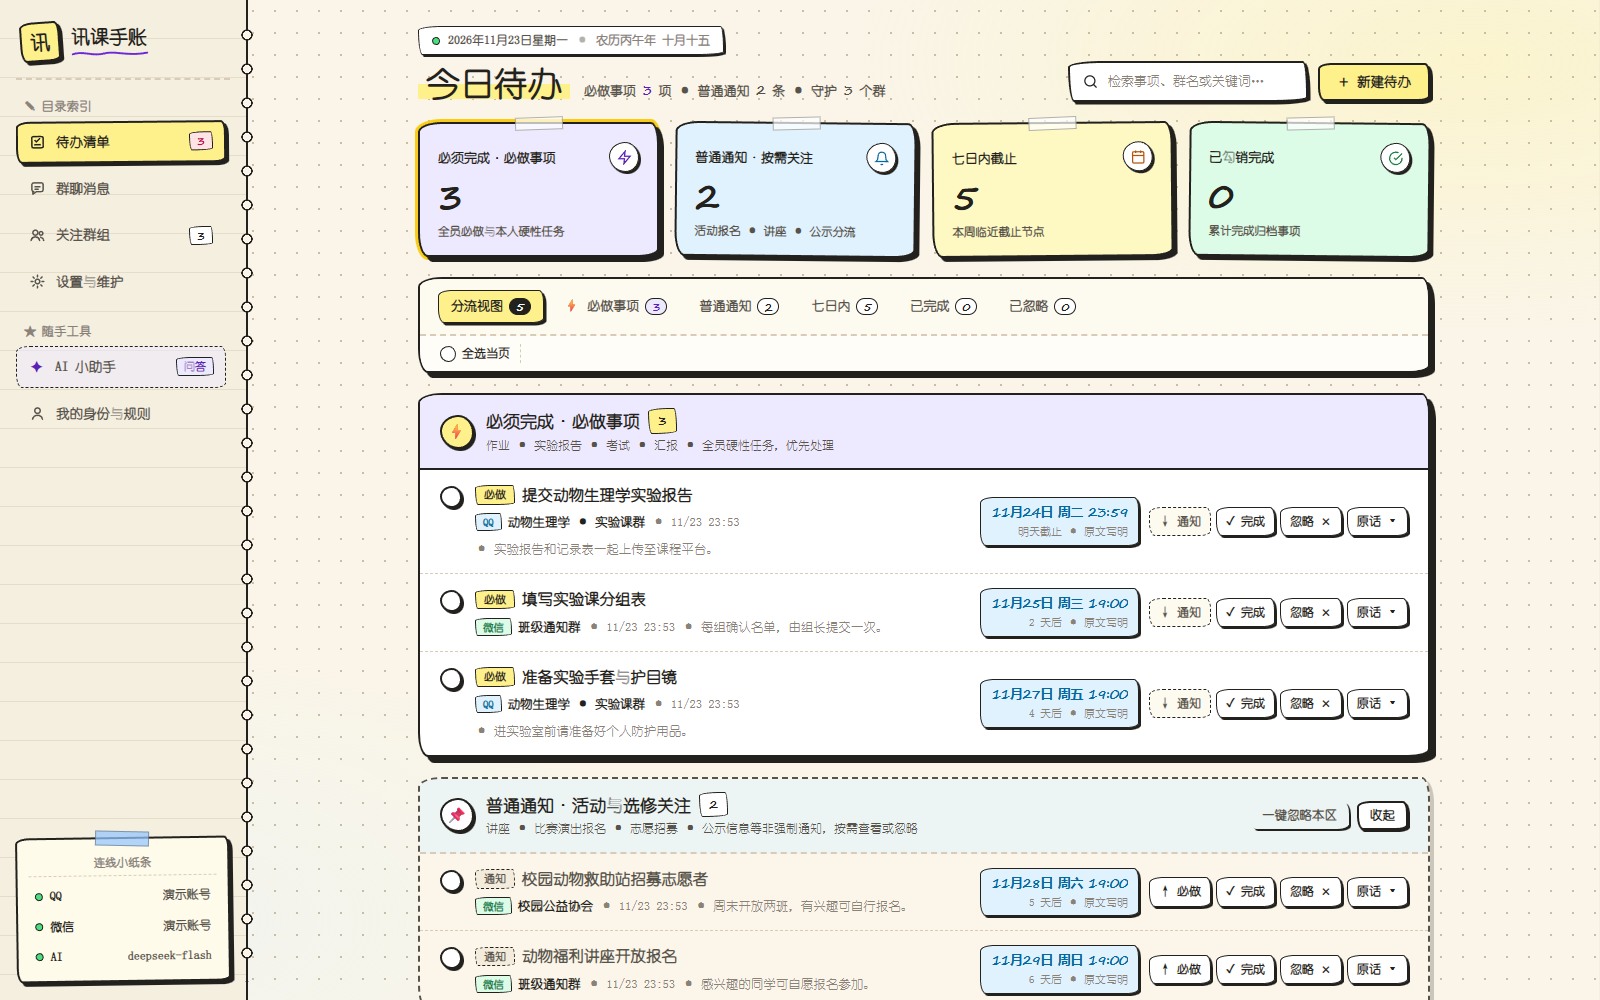 讯 讯课手账
目录索引
待办清单 3
群聊消息
关注群组 3
设置与维护
随手工具
AI 小助手 问答
我的身份与规则
连线小纸条
QQ 演示账号
微信 演示账号
AI deepseek-flash
2026年11月23日星期一 • 农历丙午年 十月十五
今日待办
必做事项 3 项 • 普通通知 2 条 • 守护 3 个群
检索事项、群名或关键词…
+ 新建待办
必须完成 · 必做事项
3
全员必做与本人硬性任务
普通通知 · 按需关注
2
活动报名 • 讲座 • 公示分流
七日内截止
5
本周临近截止节点
已勾销完成
0
累计完成归档事项
分流视图 5 必做事项 3 普通通知 2 七日内 5 已完成 0 已忽略 0
全选当页
必须完成 · 必做事项 3
作业 • 实验报告 • 考试 • 汇报 • 全员硬性任务，优先处理
必做 提交动物生理学实验报告
QQ 动物生理学 • 实验课群 • 11/23 23:53
• 实验报告和记录表一起上传至课程平台。
11月24日 周二 23:59
明天截止 • 原文写明
↓ 通知 ✓ 完成 忽略 × 原话 ▾
必做 填写实验课分组表
微信 班级通知群 • 11/23 23:53 • 每组确认名单，由组长提交一次。
11月25日 周三 19:00
2 天后 • 原文写明
↓ 通知 ✓ 完成 忽略 × 原话 ▾
必做 准备实验手套与护目镜
QQ 动物生理学 • 实验课群 • 11/23 23:53
• 进实验室前请准备好个人防护用品。
11月27日 周五 19:00
4 天后 • 原文写明
↓ 通知 ✓ 完成 忽略 × 原话 ▾
普通通知 · 活动与选修关注 2
讲座 • 比赛演出报名 • 志愿招募 • 公示信息等非强制通知，按需查看或忽略
一键忽略本区 收起
通知 校园动物救助站招募志愿者
微信 校园公益协会 • 11/23 23:53 • 周末开放两班，有兴趣可自行报名。
11月28日 周六 19:00
5 天后 • 原文写明
↑ 必做 ✓ 完成 忽略 × 原话 ▾
通知 动物福利讲座开放报名
微信 班级通知群 • 11/23 23:53 • 感兴趣的同学可自愿报名参加。
11月29日 周日 19:00
6 天后 • 原文写明
↑ 必做 ✓ 完成 忽略 × 原话 ▾